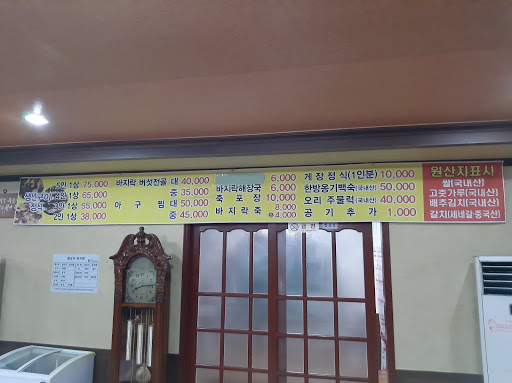 5인 1상 75,000
생선구이 4인 1상 65,000
정식 3인 1상 55,000
2인 1상 38,000
바지락 버섯전골 대 40,000
중 35,000
아구찜 대 50,000
중 45,000
6,000
바지락해장국 6,000
죽포장 10,000
바지락죽 8,000
4,000
게장정식(1인분) 10,000
한방옹기백숙(국내산) 50,000
오리주물럭(국내산) 40,000
공기추가 1,000
원산지표시
쌀(국내산)
고춧가루(국내산)
배추김치(국내산)
갈치(세네갈·중국산)